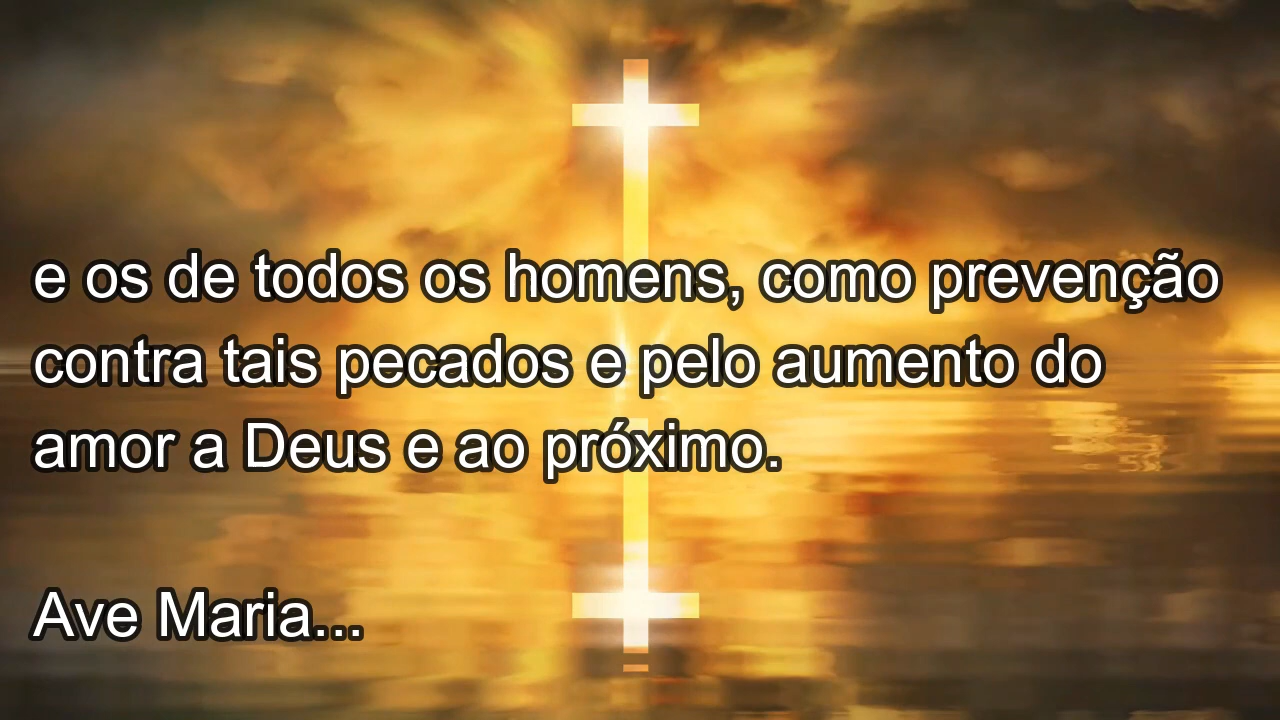 e os de todos os homens, como prevenção
contra tais pecados e pelo aumento do
amor a Deus e ao próximo.
Ave Maria...